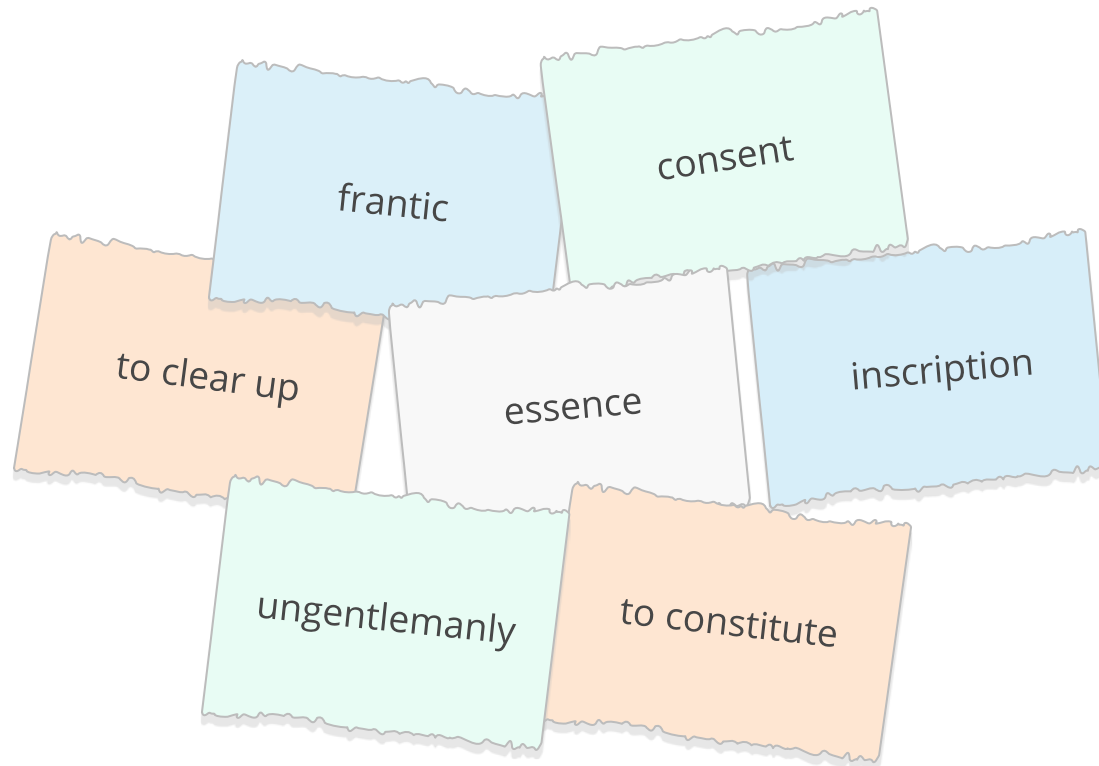 consent
frantic
to clear up
essence
inscription
ungentlemanly
to constitute